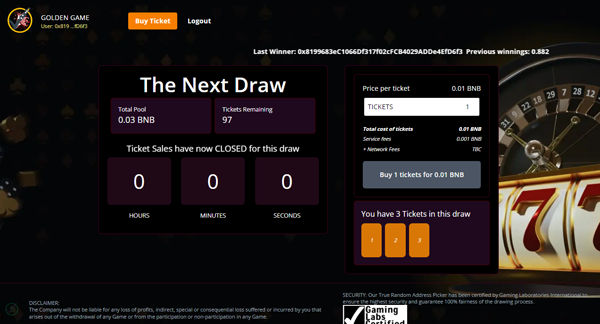 GOLDEN GAME
User: 0x819 ...fD6f3
Buy Ticket
Logout
Last Winner: 0x8199683eC1066Df317f02cFCB4029ADDe4EfD6f3 Previous winnings: 0.882
The Next Draw
Total Pool
0.03 BNB
Tickets Remaining
97
Ticket Sales have now CLOSED for this draw
0
0
0
HOURS
MINUTES
SECONDS
Price per ticket 0.01 BNB
TICKETS 1
Total cost of tickets 0.01 BNB
Service fees 0.001 BNB
+ Network Fees TBC
Buy 1 tickets for 0.01 BNB
You have 3 Tickets in this draw
1 2 3
DISCLAIMER:
The Company will not be liable for any loss of profits, indirect, special or consequential loss suffered or incurred by you that
arises out of the withdrawal of any Game or from the participation or non-participation in any Game.
SECURITY: Our True Random Address Picker has been certified by Gaming Laboratories International to
ensure the highest security and guarantee 100% fairness of the drawing process.
Gaming
Labs
Certified